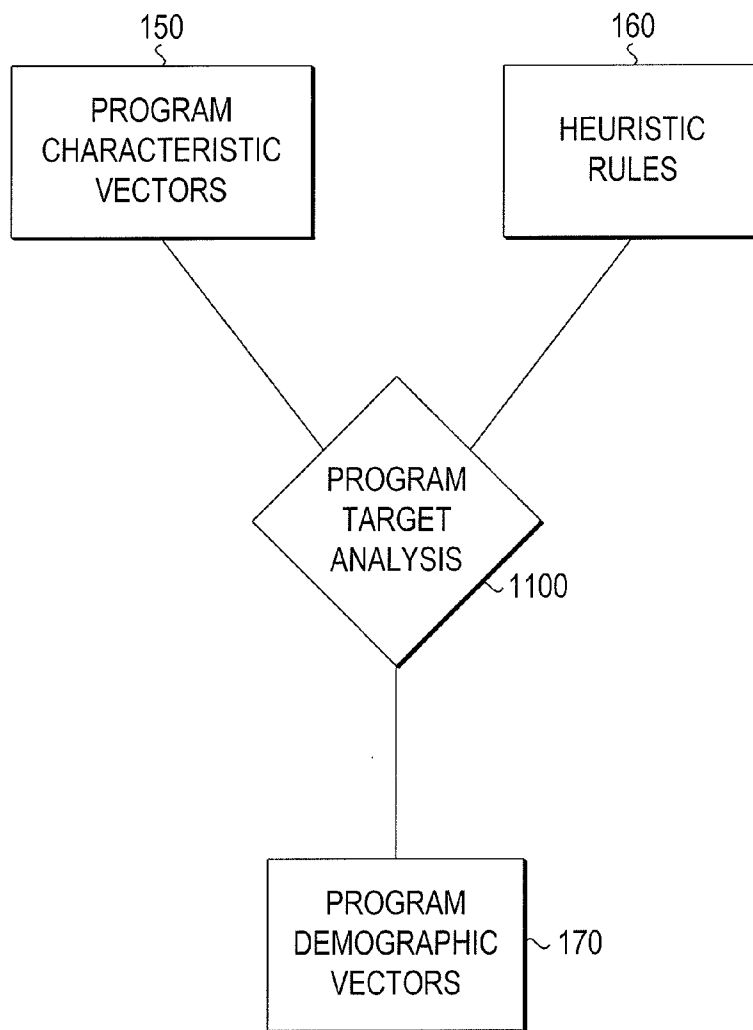 150
PROGRAM
CHARACTERISTIC
VECTORS
160
HEURISTIC
RULES
PROGRAM
TARGET
ANALYSIS
1100
PROGRAM
DEMOGRAPHIC
VECTORS
170